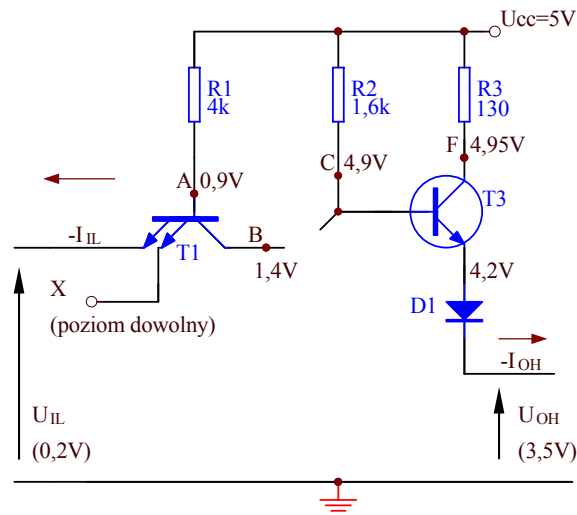 Ucc=5V
R1
4k
R2
1,6k
R3
130
A 0,9V
C 4,9V
F 4,95V
T3
-IIL
T1
B
1,4V
4,2V
X
(poziom dowolny)
D1
-IOH
UIL
(0,2V)
UOH
(3,5V)